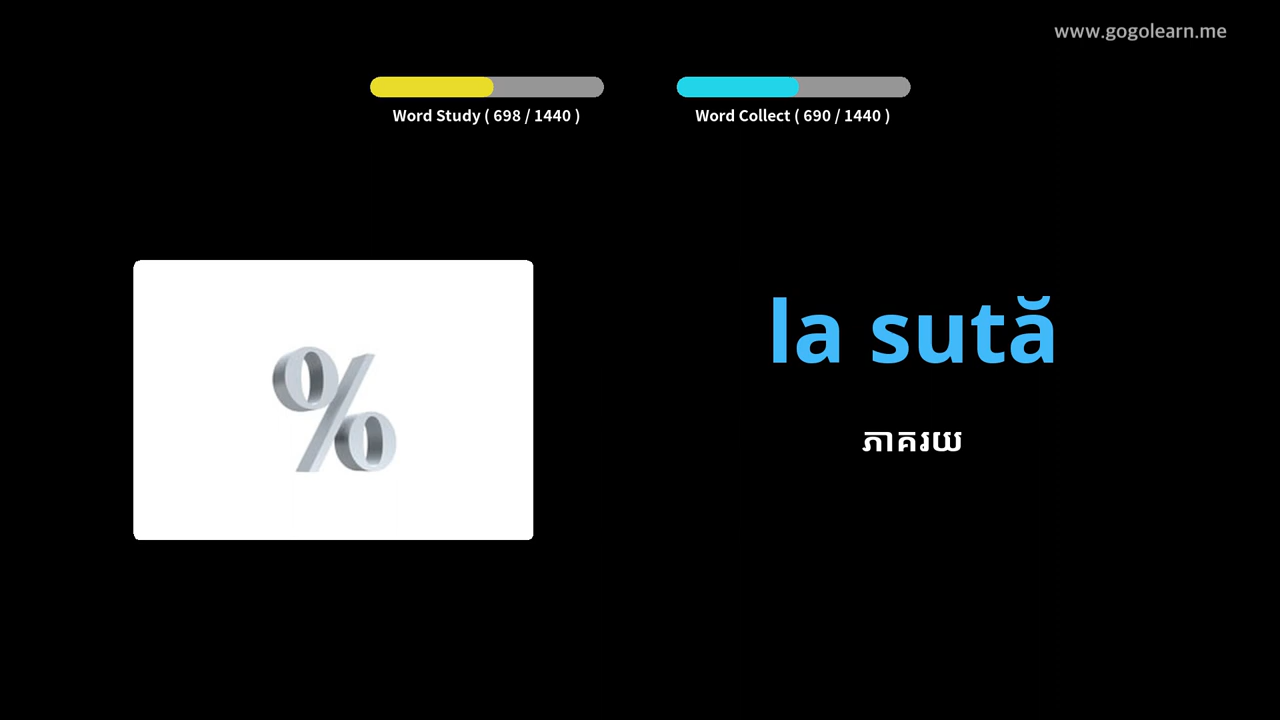 www.gogolearn.me
Word Study ( 698 / 1440 )
Word Collect ( 690 / 1440 )
%
la sută
ភាគរយ